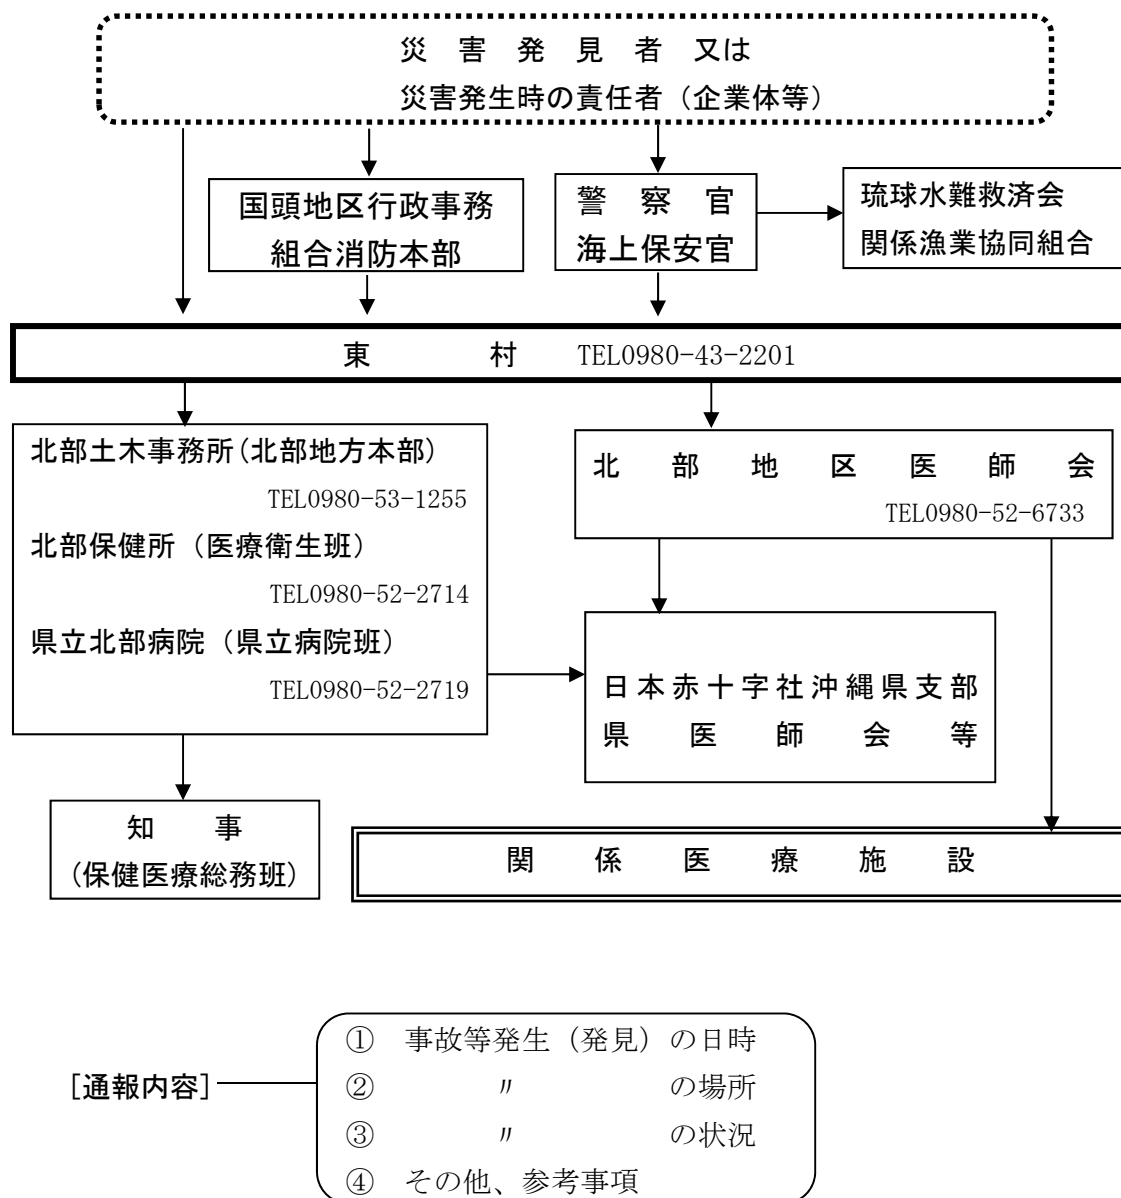 災害発見者又は
災害発生時の責任者（企業体等）
国頭地区行政事務
組合消防本部
警察官
海上保安官
琉球水難救済会
関係漁業協同組合
東村 TEL0980-43-2201
北部土木事務所(北部地方本部)
TEL0980-53-1255
北部保健所（医療衛生班）
TEL0980-52-2714
県立北部病院（県立病院班）
TEL0980-52-2719
北部地区医師会
TEL0980-52-6733
日本赤十字社沖縄県支部
県医師会等
知事
(保健医療総務班)
関係医療施設
[通報内容]
① 事故等発生（発見）の日時
② 〃 の場所
③ 〃 の状況
④ その他、参考事項